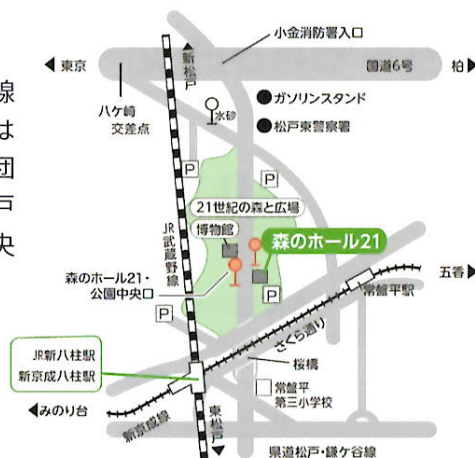 小金消防署入口
東京
新松戸
国道6号
柏
八ケ崎
交差点
水砂
ガソリンスタンド
松戸東警察署
線
は
団
戸
央
P
P
21世紀の森と広場
博物館
森のホール21
JR武蔵野線
森のホール21・
公園中央口
P
P
常盤平駅
五香
さくら通り
JR新八柱駅
新京成八柱駅
桜橋
常盤平
第三小学校
みのり台
新京成線
東松戸
県道松戸・鎌ケ谷線